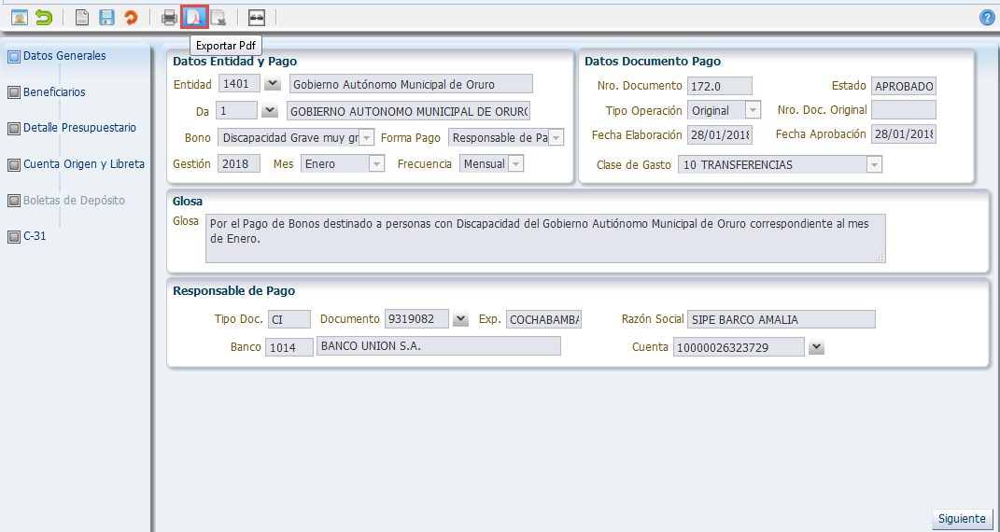 Exportar Pdf
Datos Generales
Beneficiarios
Detalle Presupuestario
Cuenta Origen y Libreta
Boletas de Depósito
C-31
Datos Entidad y Pago
Entidad 1401 Gobierno Autónomo Municipal de Oruro
Da 1 GOBIERNO AUTONOMO MUNICIPAL DE ORURO
Bono Discapacidad Grave muy gr Forma Pago Responsable de Pa
Gestión 2018 Mes Enero Frecuencia Mensual
Datos Documento Pago
Nro. Documento 172.0 Estado APROBADO
Tipo Operación Original Nro. Doc. Original
Fecha Elaboración 28/01/2018 Fecha Aprobación 28/01/2018
Clase de Gasto 10 TRANSFERENCIAS
Glosa
Glosa Por el Pago de Bonos destinado a personas con Discapacidad del Gobierno Autiónomo Municipal de Oruro correspondiente al mes
de Enero.
Responsable de Pago
Tipo Doc. CI Documento 9319082 Exp. COCHABAMBA Razón Social SIPE BARCO AMALIA
Banco 1014 BANCO UNION S.A. Cuenta 10000026323729
Siguiente